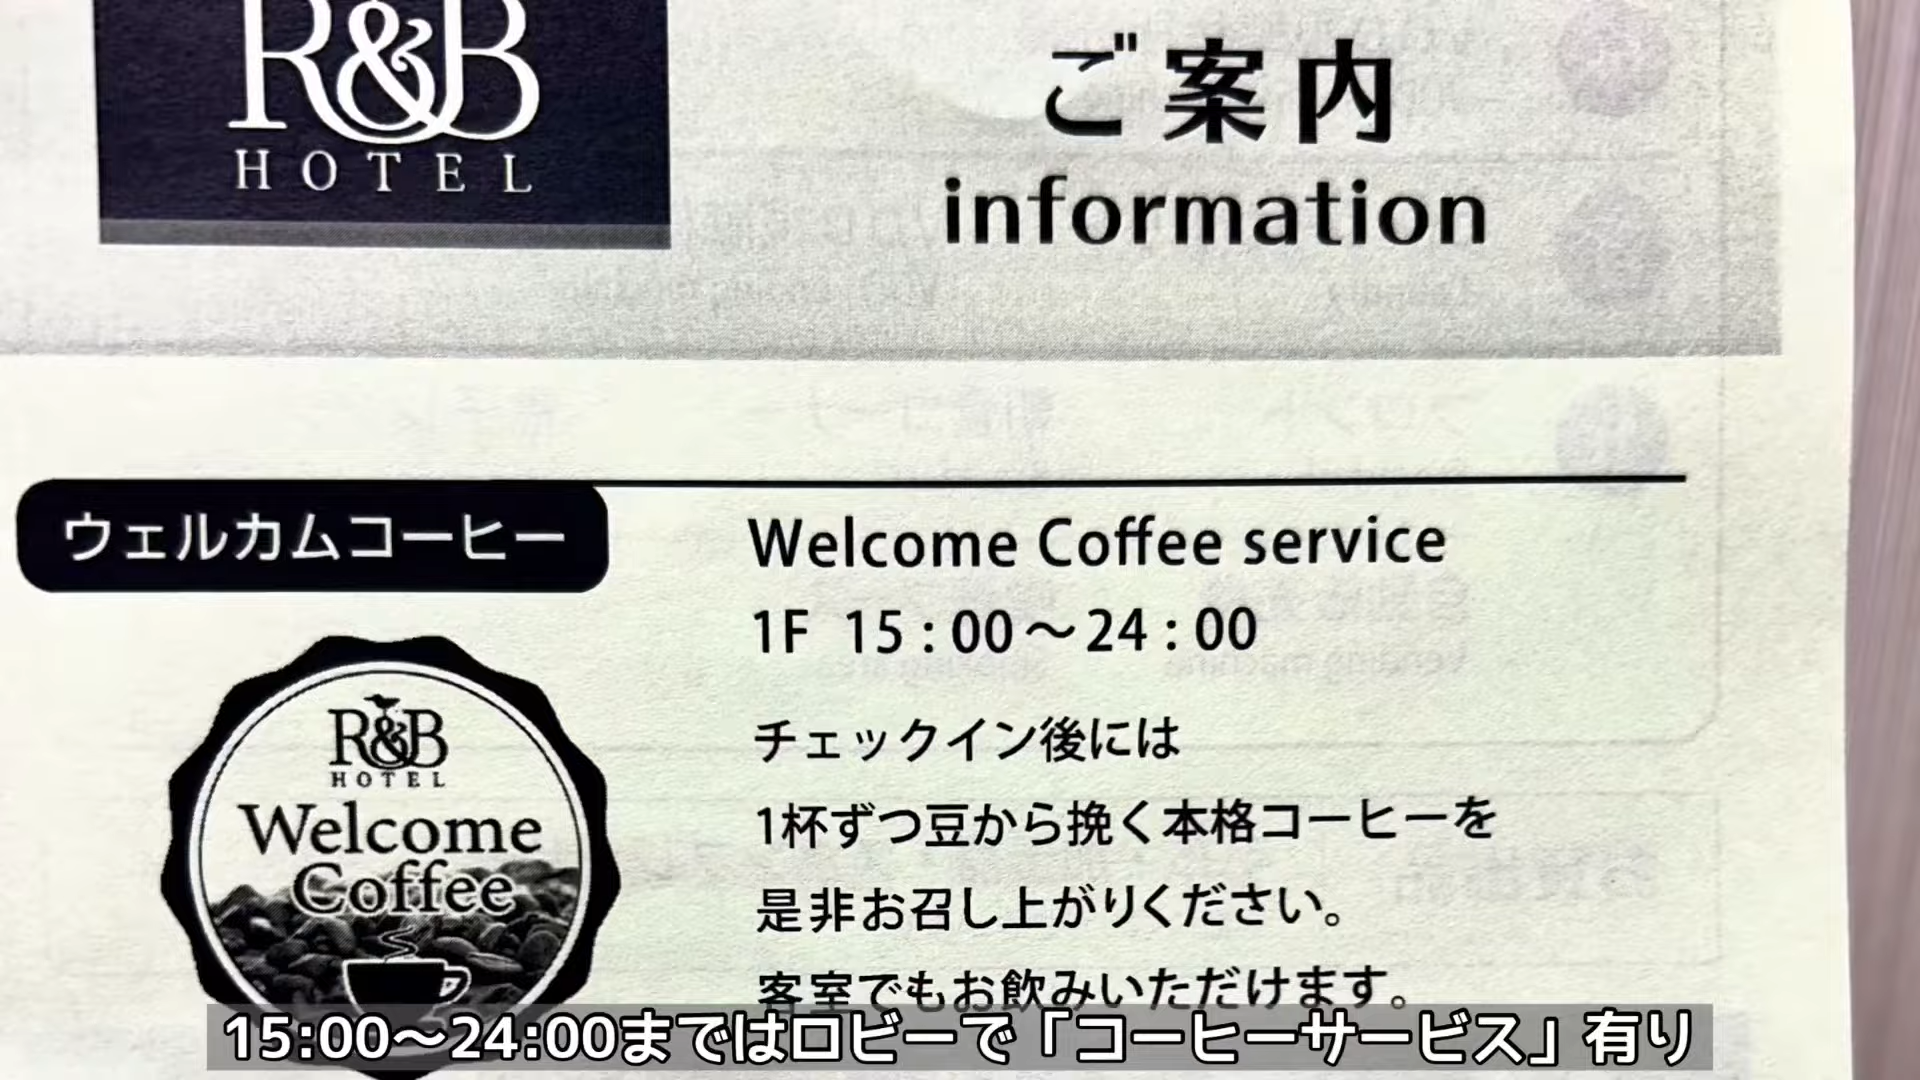 R&B
HOTEL
ご案内
information
ウェルカムコーヒー
Welcome Coffee service
1F 15:00～24:00
チェックイン後には
1杯ずつ豆から挽く本格コーヒーを
是非お召し上がりください。
客室でもお飲みいただけます。
R&B
HOTEL
Welcome
Coffee
15:00～24:00まではロビーで「コーヒーサービス」有り